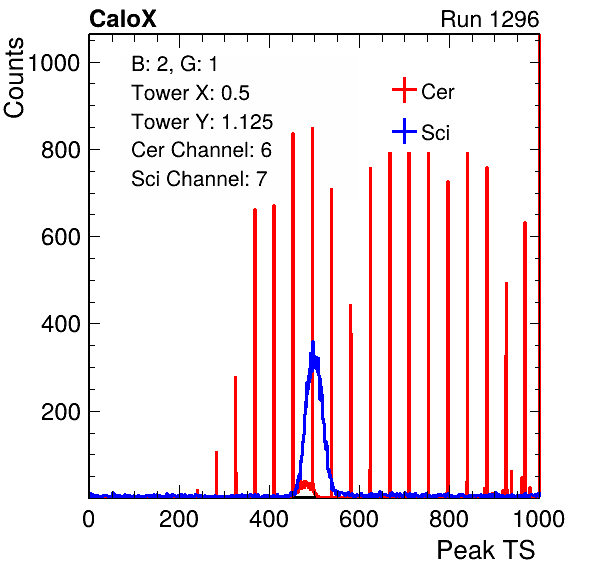 CaloX Run 1296
Counts
B: 2, G: 1
Tower X: 0.5
Tower Y: 1.125
Cer Channel: 6
Sci Channel: 7
Cer
Sci
1000
800
600
400
200
0 200 400 600 800 1000
Peak TS